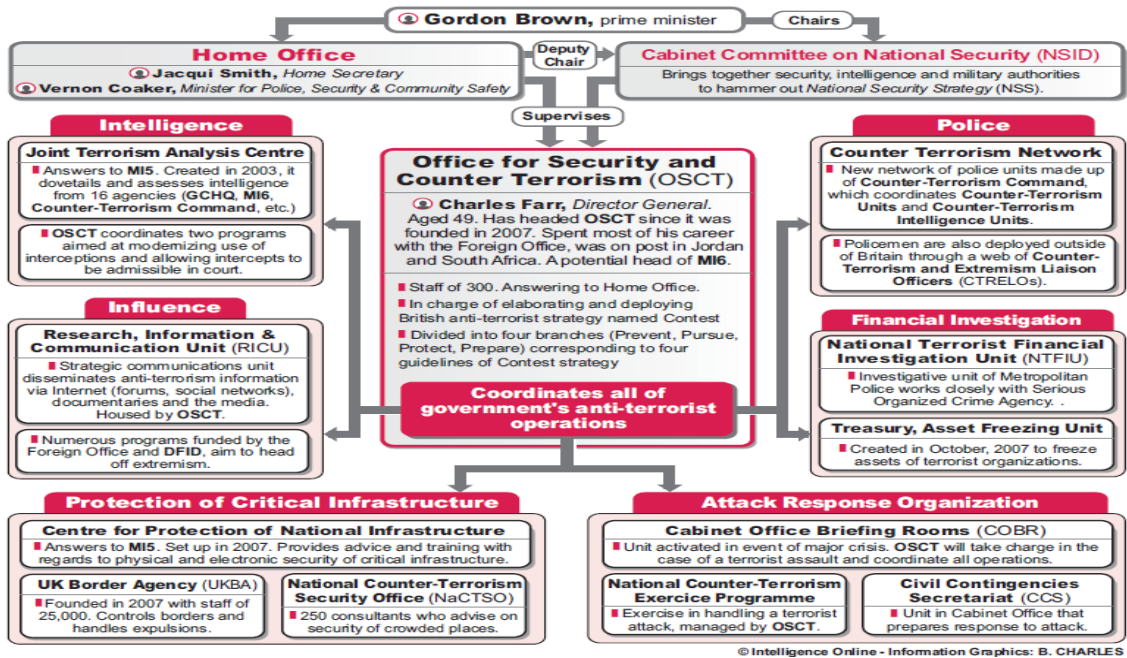 Gordon Brown, prime minister
Chairs
Home Office
Jacqui Smith, Home Secretary
Vernon Coaker, Minister for Police, Security & Community Safety
Deputy
Chair
Cabinet Committee on National Security (NSID)
Brings together security, intelligence and military authorities
to hammer out National Security Strategy (NSS).
Supervises
Intelligence
Joint Terrorism Analysis Centre
Answers to MI5. Created in 2003, it
dovetails and assesses intelligence
from 16 agencies (GCHQ, MI6,
Counter-Terrorism Command, etc.)
OSCT coordinates two programs
aimed at modernizing use of
interceptions and allowing intercepts to
be admissible in court.
Influence
Research, Information &
Communication Unit (RICU)
Strategic communications unit
disseminates anti-terrorism information
via Internet (forums, social networks),
documentaries and the media.
Housed by OSCT.
Numerous programs funded by the
Foreign Office and DFID, aim to head
off extremism.
Office for Security and
Counter Terrorism (OSCT)
Charles Farr, Director General.
Aged 49. Has headed OSCT since it was
founded in 2007. Spent most of his career
with the Foreign Office, was on post in Jordan
and South Africa. A potential head of MI6.
Staff of 300. Answering to Home Office.
In charge of elaborating and deploying
British anti-terrorist strategy named Contest
Divided into four branches (Prevent, Pursue,
Protect, Prepare) corresponding to four
guidelines of Contest strategy
Coordinates all of
government's anti-terrorist
operations
Police
Counter Terrorism Network
New network of police units made up
of Counter-Terrorism Command,
which coordinates Counter-Terrorism
Units and Counter-Terrorism
Intelligence Units.
Policemen are also deployed outside
of Britain through a web of Counter-
Terrorism and Extremism Liaison
Officers (CTRELOs).
Financial Investigation
National Terrorist Financial
Investigation Unit (NTFIU)
Investigative unit of Metropolitan
Police works closely with Serious
Organized Crime Agency. .
Treasury, Asset Freezing Unit
Created in October, 2007 to freeze
assets of terrorist organizations.
Protection of Critical Infrastructure
Centre for Protection of National Infrastructure
Answers to MI5. Set up in 2007. Provides advice and training with
regards to physical and electronic security of critical infrastructure.
UK Border Agency (UKBA)
Founded in 2007 with staff of
25,000. Controls borders and
handles expulsions.
National Counter-Terrorism
Security Office (NaCTSO)
250 consultants who advise on
security of crowded places.
Attack Response Organization
Cabinet Office Briefing Rooms (COBR)
Unit activated in event of major crisis. OSCT will take charge in the
case of a terrorist assault and coordinate all operations.
National Counter-Terrorism
Exercice Programme
Exercise in handling a terrorist
attack, managed by OSCT.
Civil Contingencies
Secretariat (CCS)
Unit in Cabinet Office that
prepares response to attack.
© Intelligence Online - Information Graphics: B. CHARLES